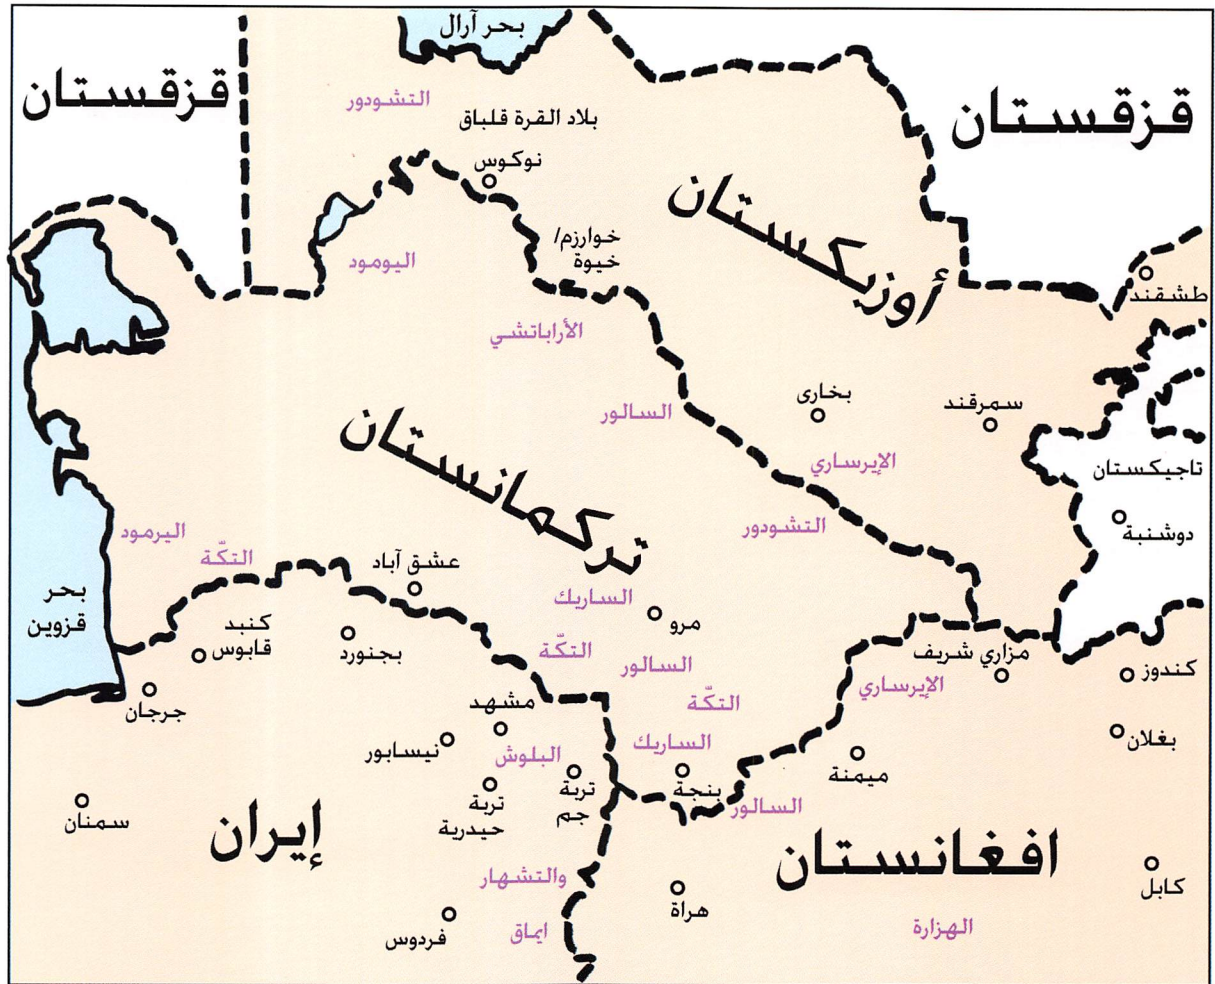 بحر آرال
قزقستان
قزقستان
التشودور
بلاد القرة قلباق
نوكوس
أوزبكستان
خوارزم/
خيوة
اليومود
طشقند
الأراباتشي
بخارى
سمرقند
السالور
تركمانستان
الإيرساري
تاجيكستان
التشودور
دوشنبة
اليرمود
التكّة
عشق آباد
الساريك
بحر
قزوين
مرو
كنبد
قابوس
بجنورد
التكّة
السالور
مزاري شريف
كندوز
الإيرساري
جرجان
مشهد
التكّة
نيسابور
البلوش
الساريك
بغلان
ميمنة
تربة
جم
بنجة
تربة
حيدرية
السالور
سمنان
إيران
افغانستان
والتشهار
كابل
هراة
ايماق
فردوس
الهزارة